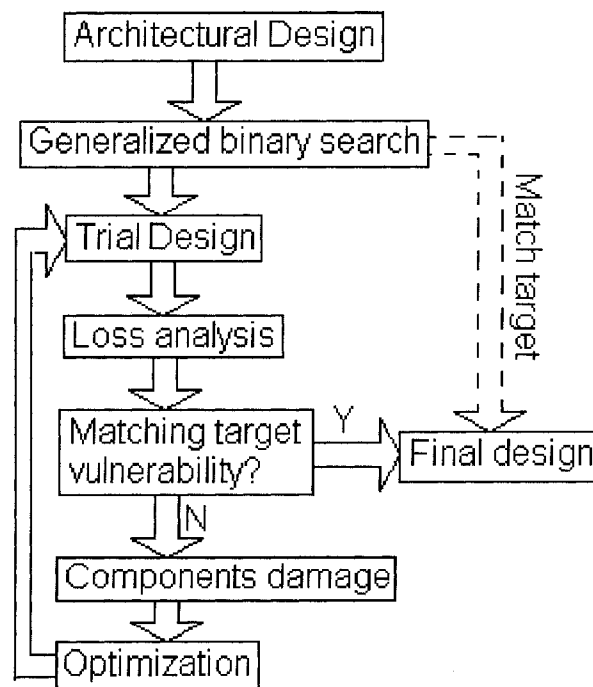 Architectural Design
Generalized binary search
Match target
Trial Design
Loss analysis
Matching target
vulnerability?
Y
Final design
N
Components damage
Optimization